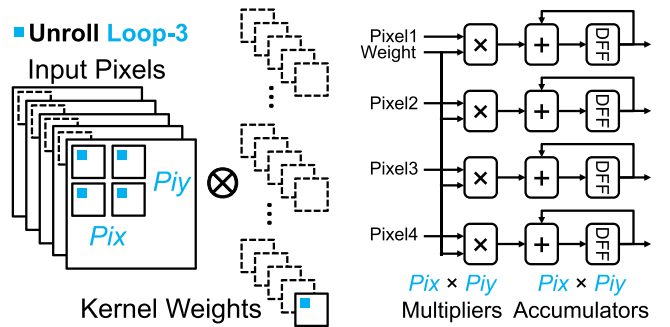 Unroll Loop-3
Input Pixels
Piy
Pix
Kernel Weights
Pixel1
Weight
Pixel2
Pixel3
Pixel4
× + DFF
× + DFF
× + DFF
× + DFF
Pix × Piy Pix × Piy
Multipliers Accumulators